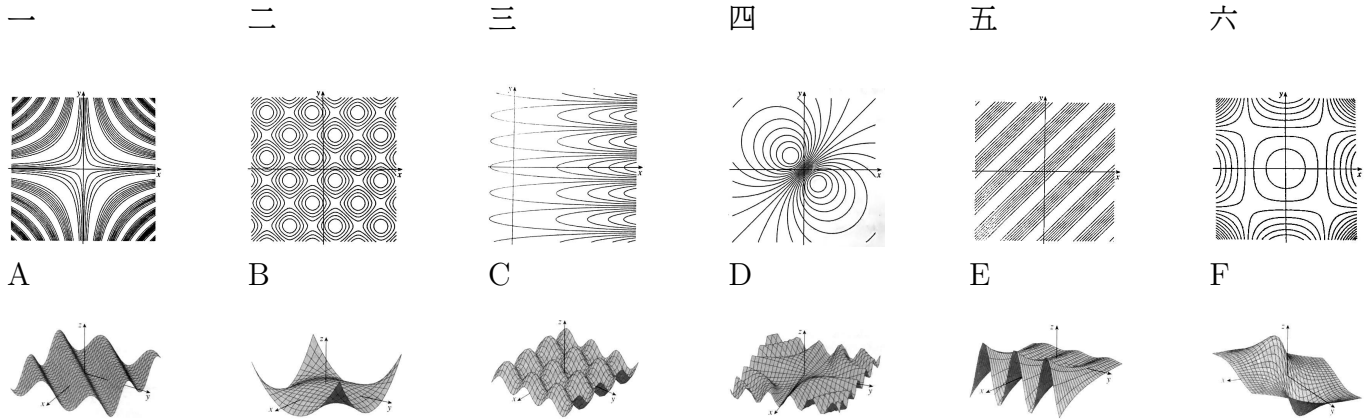 一 二 三 四 五 六
y y y y y y
x x x x x x
A B C D E F
z z z z z z
x y x y x y x y x y x y